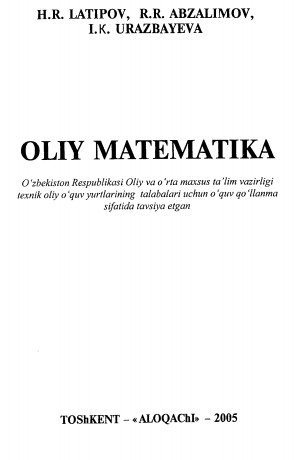 H.R. LATIPOV, R.R. ABZALIMOV,
I.K. URAZBAYEVA
OLIY MATEMATIKA
O‘zbekiston Respublikasi Oliy va o‘rta maxsus ta’lim vazirligi
texnik oliy o‘quv yurtlarining talabalari uchun o‘quv qo‘llanma
sifatida tavsiya etgan
TOShKENT – «ALOQAChI» – 2005